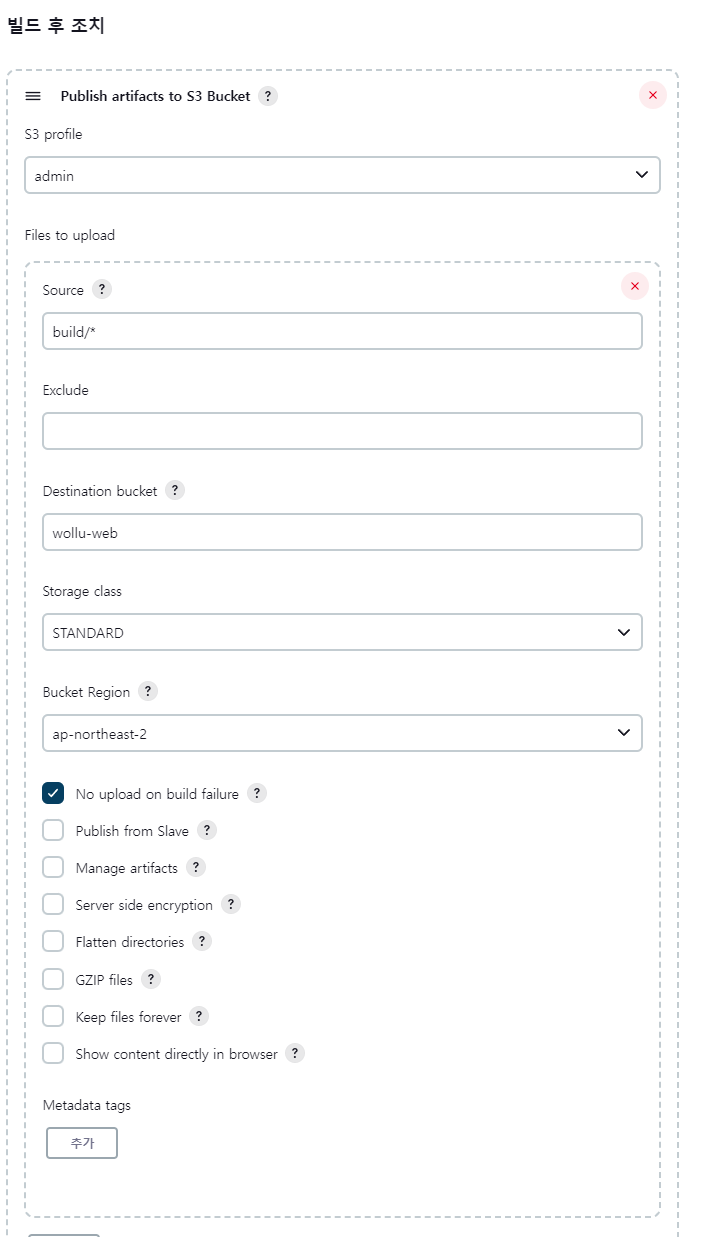 빌드 후 조치
Publish artifacts to S3 Bucket ?
S3 profile
admin
Files to upload
Source ?
build/*
Exclude
Destination bucket ?
wollu-web
Storage class
STANDARD
Bucket Region ?
ap-northeast-2
No upload on build failure ?
Publish from Slave ?
Manage artifacts ?
Server side encryption ?
Flatten directories ?
GZIP files ?
Keep files forever ?
Show content directly in browser ?
Metadata tags
추가